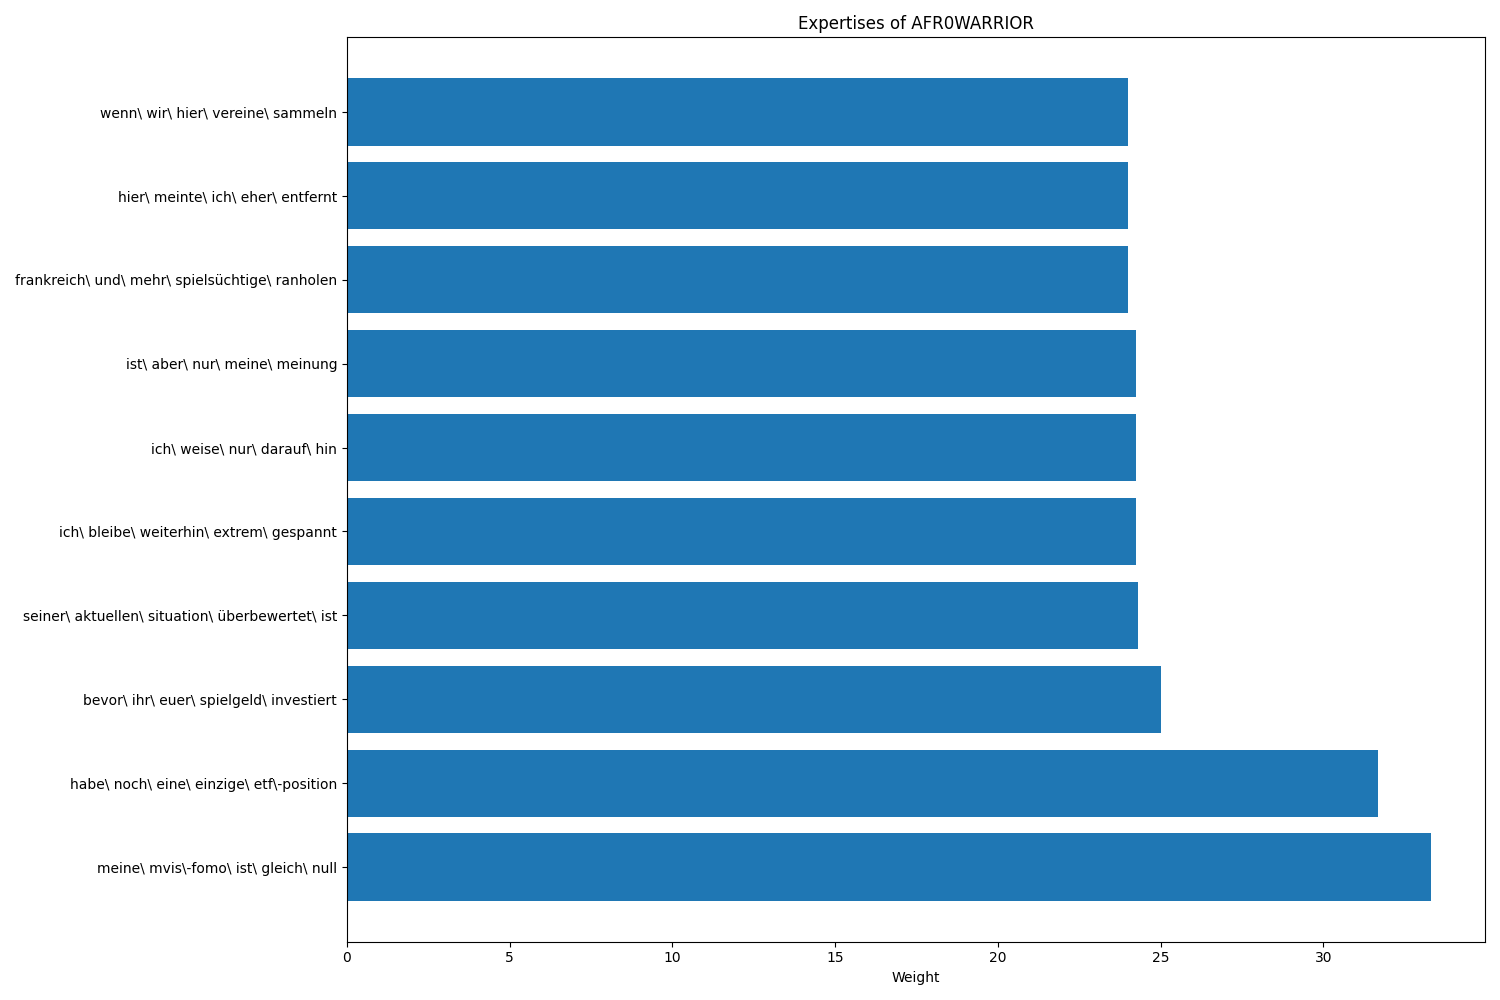 Expertises of AFR0WARRIOR
wenn\ wir\ hier\ vereine\ sammeln
hier\ meinte\ ich\ eher\ entfernt
frankreich\ und\ mehr\ spielsüchtige\ ranholen
ist\ aber\ nur\ meine\ meinung
ich\ weise\ nur\ darauf\ hin
ich\ bleibe\ weiterhin\ extrem\ gespannt
seiner\ aktuellen\ situation\ überbewertet\ ist
bevor\ ihr\ euer\ spielgeld\ investiert
habe\ noch\ eine\ einzige\ etf\-position
meine\ mvis\-fomo\ ist\ gleich\ null
0 5 10 15 20 25 30
Weight